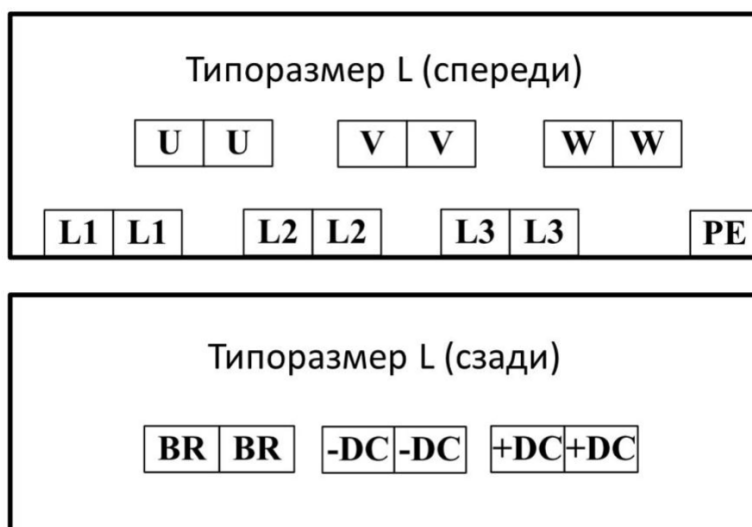 Типоразмер L (спереди)
U U V V W W
L1 L1 L2 L2 L3 L3 PE
Типоразмер L (сзади)
BR BR -DC -DC +DC +DC